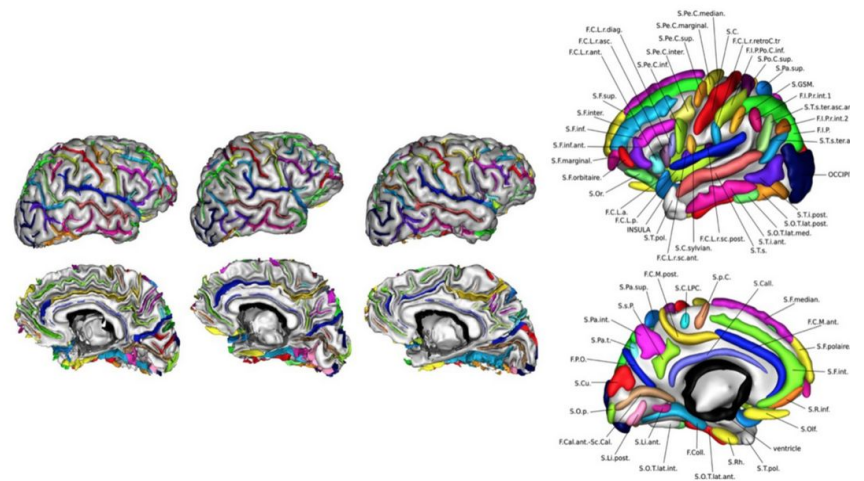 S.Pe.C.median.
S.Pe.C.marginal.
F.C.L.r.diag.
S.C.
S.Pe.C.sup.
F.C.L.r.retroC.tr
F.C.L.r.asc.
F.I.P.Po.C.inf.
F.C.L.r.ant.
S.Pe.C.inter.
S.Po.C.sup.
S.Pe.C.inf.
S.Pa.sup.
S.GSM.
S.F.sup.
F.I.P.r.int.1
S.F.inter.
S.T.s.ter.asc.an
F.I.P.r.int.2
S.F.inf.
F.I.P.
S.F.inf.ant.
S.T.s.ter.a
S.F.marginal.
S.F.orbitaire.
OCCIPI
S.Or.
F.C.L.a.
S.T.i.post.
F.C.L.p.
S.O.T.lat.post.
INSULA
S.O.T.lat.med.
S.T.pol.
F.C.L.r.sc.post.
S.T.i.ant.
S.C.sylvian.
S.T.s.
F.C.L.r.sc.ant.
F.C.M.post.
S.p.C.
S.Pa.sup.
S.C.LPC.
S.Call.
S.s.P.
S.F.median.
S.Pa.int.
F.C.M.ant.
S.Pa.t.
S.F.polaire.
F.P.O.
S.F.int.
S.Cu.
S.R.inf.
S.O.p.
S.Olf.
F.Cal.ant.-Sc.Cal.
S.Li.ant.
F.Coll.
ventricle
S.Li.post.
S.Rh.
S.T.pol.
S.O.T.lat.int.
S.O.T.lat.ant.